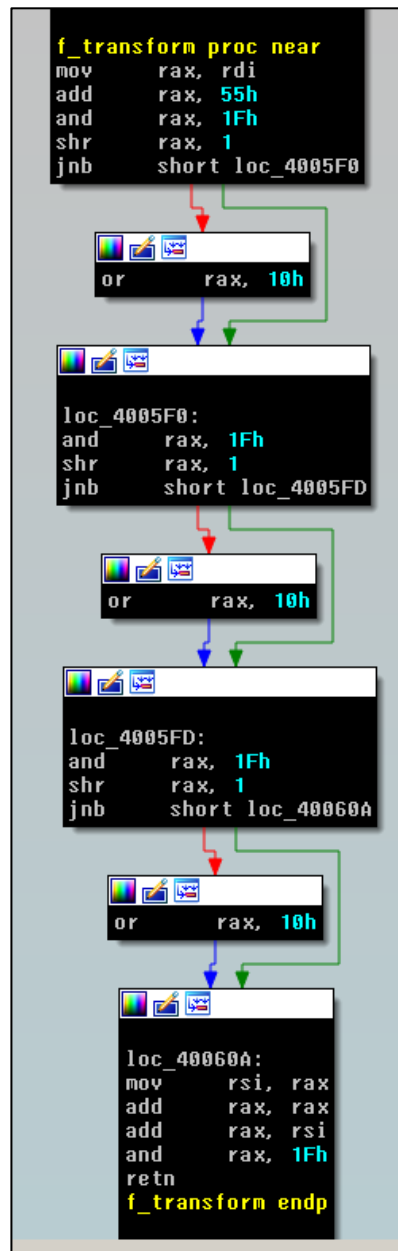 f_transform proc near
mov rax, rdi
add rax, 55h
and rax, 1Fh
shr rax, 1
jnb short loc_4005F0
or rax, 10h
loc_4005F0:
and rax, 1Fh
shr rax, 1
jnb short loc_4005FD
or rax, 10h
loc_4005FD:
and rax, 1Fh
shr rax, 1
jnb short loc_40060A
or rax, 10h
loc_40060A:
mov rsi, rax
add rax, rax
add rax, rsi
and rax, 1Fh
retn
f_transform endp